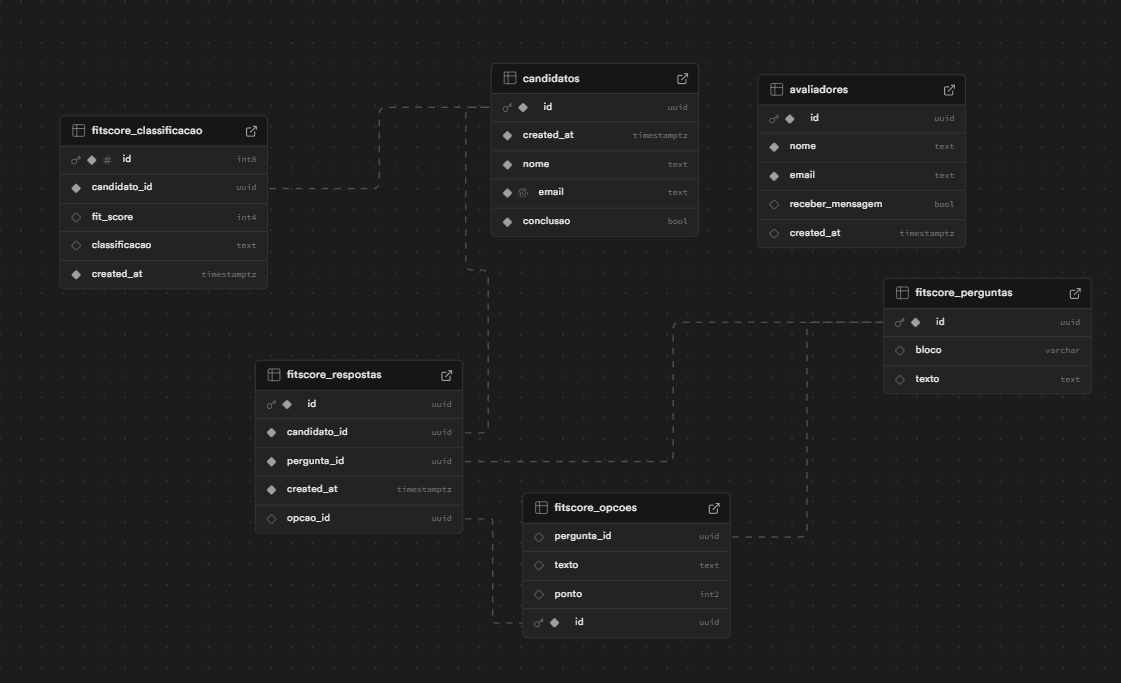 candidatos
id uuid
created_at timestamptz
nome text
email text
conclusao bool
avaliadores
id uuid
nome text
email text
receber_mensagem bool
created_at timestamptz
fitscore_classificacao
# id int8
candidato_id uuid
fit_score int4
classificacao text
created_at timestamptz
fitscore_perguntas
id uuid
bloco varchar
texto text
fitscore_respostas
id uuid
candidato_id uuid
pergunta_id uuid
created_at timestamptz
opcao_id uuid
fitscore_opcoes
pergunta_id uuid
texto text
ponto int2
id uuid